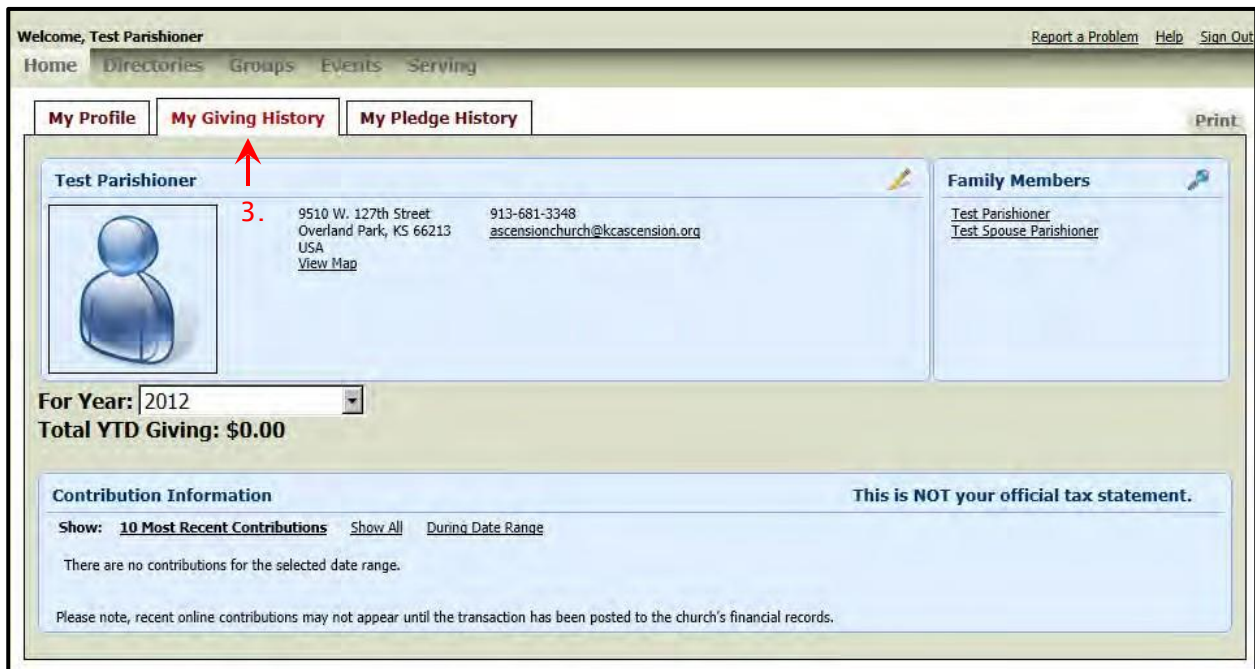 Welcome, Test Parishioner
Report a Problem Help Sign Out
Home Directories Groups Events Serving
My Profile My Giving History My Pledge History
Print
Test Parishioner
3.
9510 W. 127th Street
Overland Park, KS 66213
USA
View Map
913-681-3348
ascensionchurch@kcascension.org
Family Members
Test Parishioner
Test Spouse Parishioner
For Year: 2012
Total YTD Giving: $0.00
Contribution Information
This is NOT your official tax statement.
Show: 10 Most Recent Contributions Show All During Date Range
There are no contributions for the selected date range.
Please note, recent online contributions may not appear until the transaction has been posted to the church's financial records.